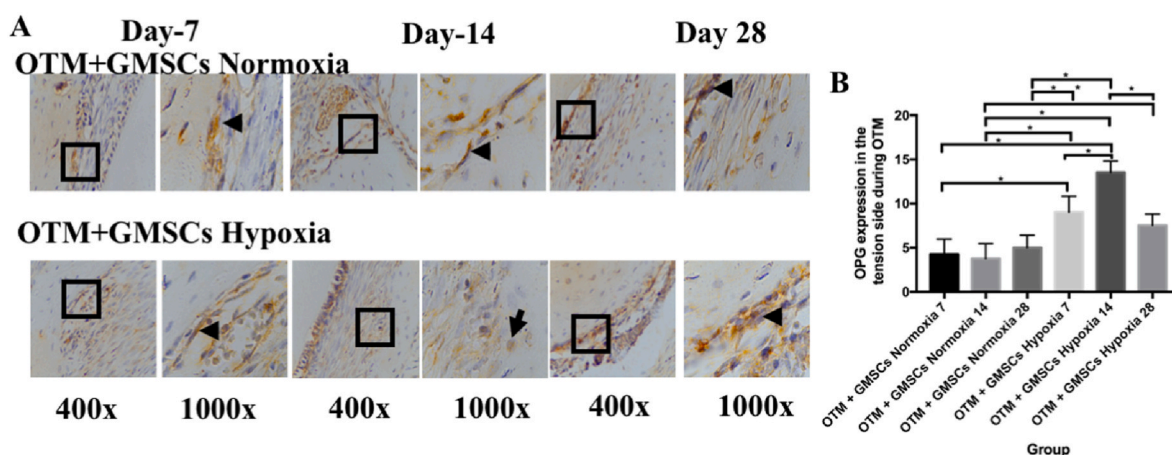 A
Day-7
Day-14
Day 28
OTM+GMSCs Normoxia
OTM+GMSCs Hypoxia
400x
1000x
400x
1000x
400x
1000x
B
OPG expression in the
tension side during OTM
20
15
10
5
0
*
*
*
*
*
*
*
*
*
*
OTM + GMSCs Normoxia 7
OTM + GMSCs Normoxia 14
OTM + GMSCs Normoxia 28
OTM + GMSCs Hypoxia 7
OTM + GMSCs Hypoxia 14
OTM + GMSCs Hypoxia 28
Group